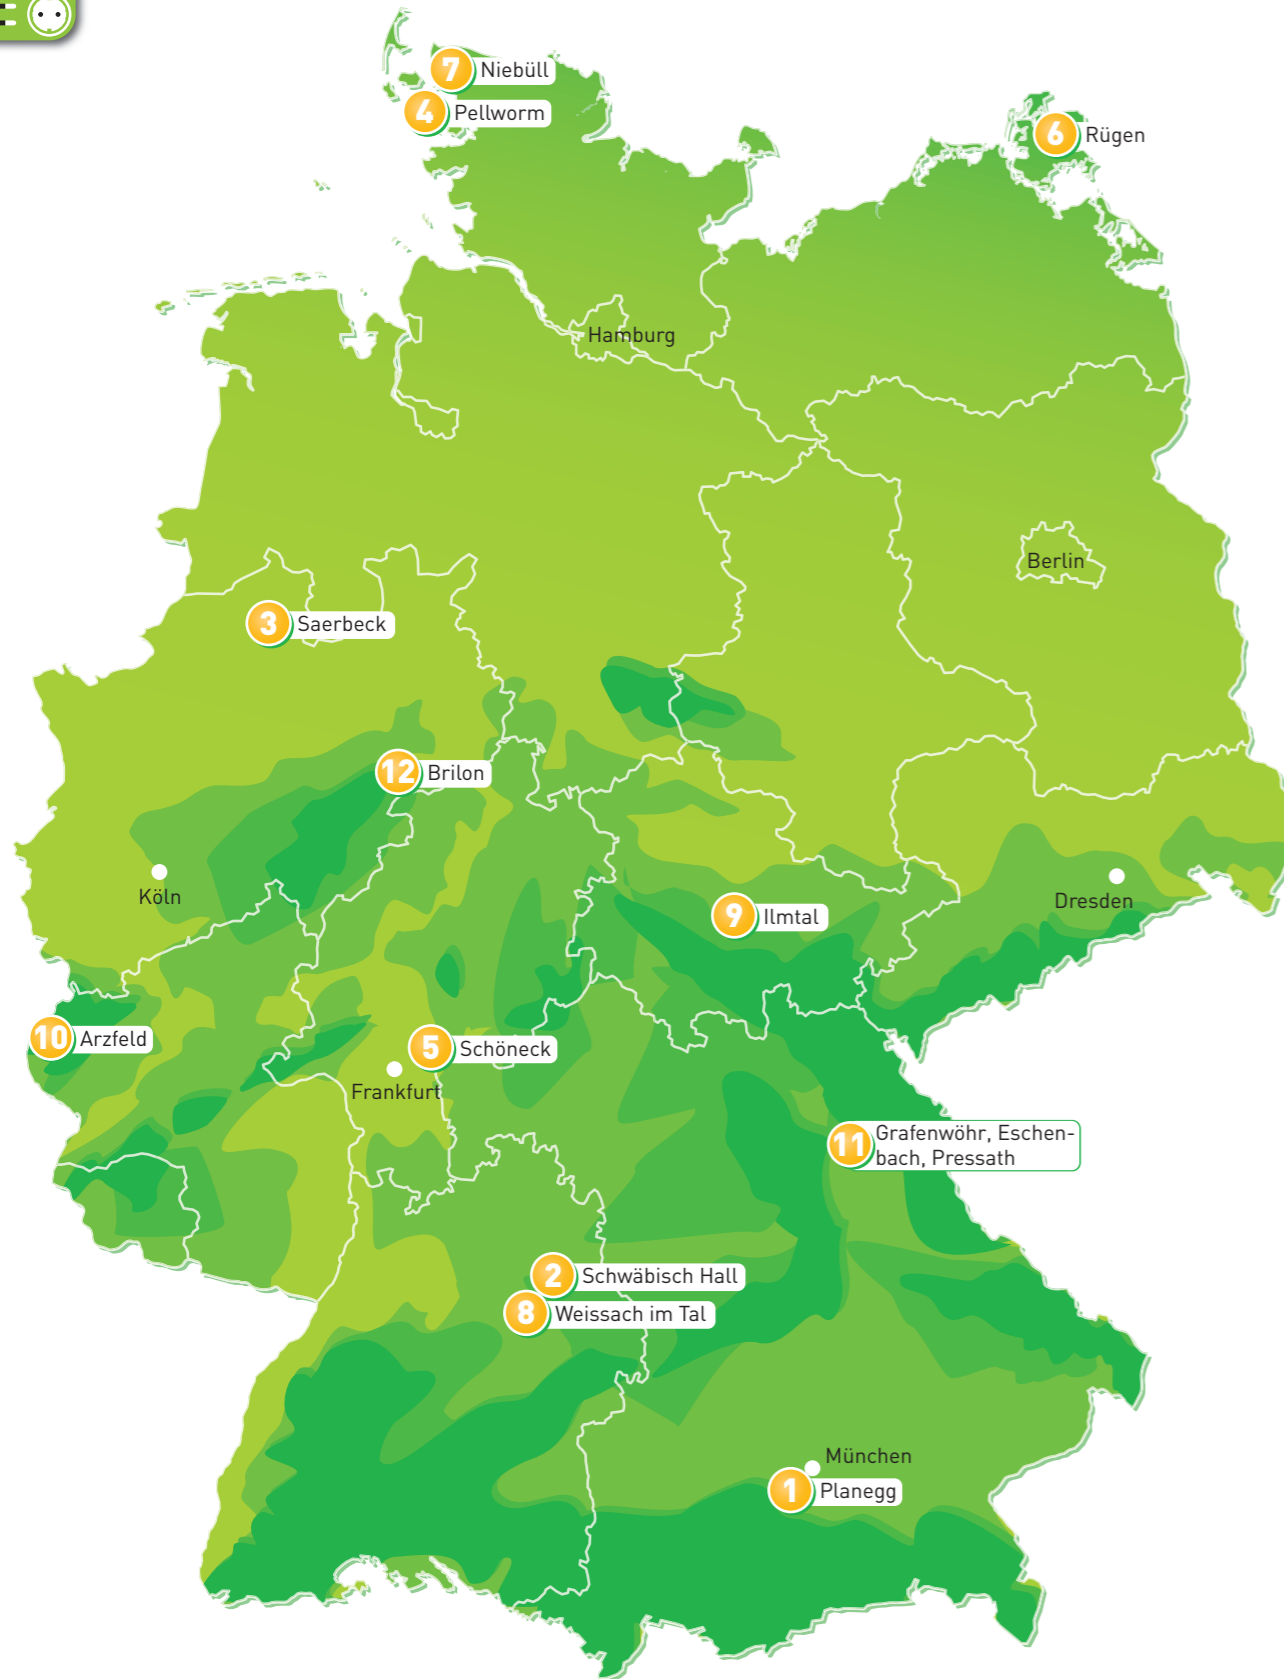 7 Niebüll
4 Pellworm
6 Rügen
Hamburg
Berlin
3 Saerbeck
12 Brilon
Köln
Dresden
9 Ilmtal
10 Arzfeld
5 Schöneck
Frankfurt
11 Grafenwöhr, Eschen-
bach, Pressath
2 Schwäbisch Hall
8 Weissach im Tal
München
1 Planegg